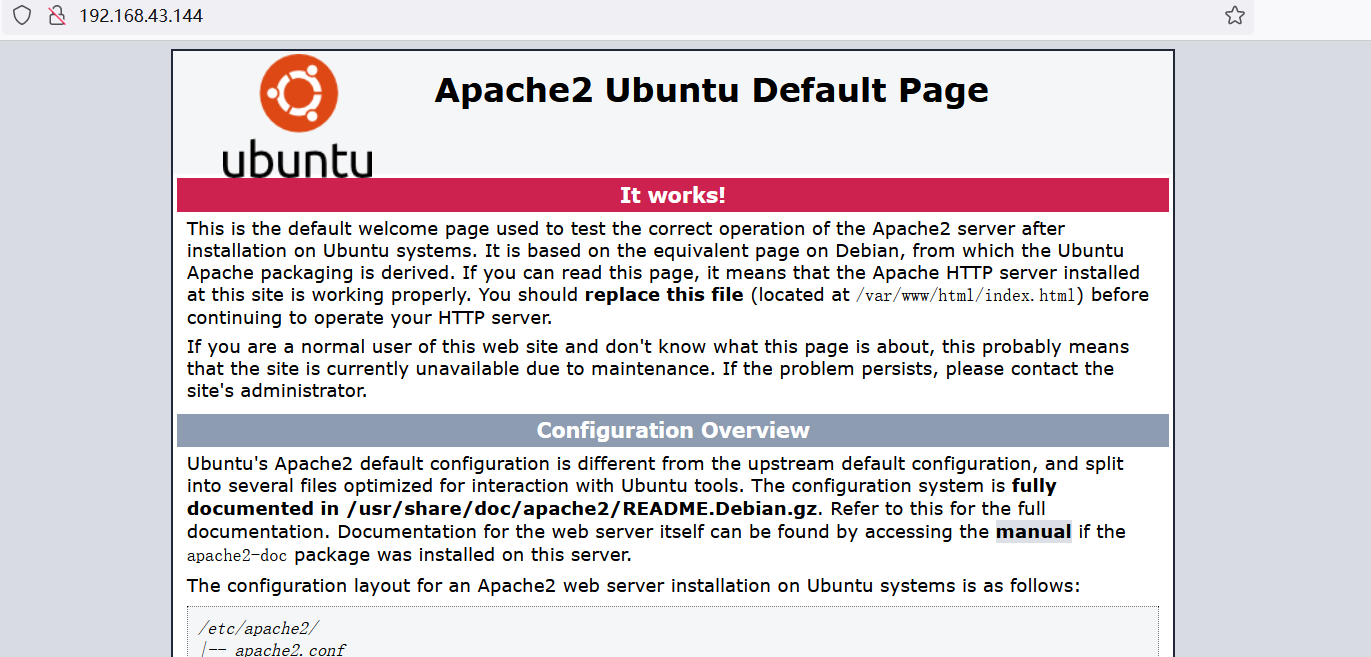 192.168.43.144
Apache2 Ubuntu Default Page
ubuntu
It works!
This is the default welcome page used to test the correct operation of the Apache2 server after
installation on Ubuntu systems. It is based on the equivalent page on Debian, from which the Ubuntu
Apache packaging is derived. If you can read this page, it means that the Apache HTTP server installed
at this site is working properly. You should replace this file (located at /var/www/html/index.html) before
continuing to operate your HTTP server.
If you are a normal user of this web site and don't know what this page is about, this probably means
that the site is currently unavailable due to maintenance. If the problem persists, please contact the
site's administrator.
Configuration Overview
Ubuntu's Apache2 default configuration is different from the upstream default configuration, and split
into several files optimized for interaction with Ubuntu tools. The configuration system is fully
documented in /usr/share/doc/apache2/README.Debian.gz. Refer to this for the full
documentation. Documentation for the web server itself can be found by accessing the manual if the
apache2-doc package was installed on this server.
The configuration layout for an Apache2 web server installation on Ubuntu systems is as follows:
/etc/apache2/
|-- apache2.conf